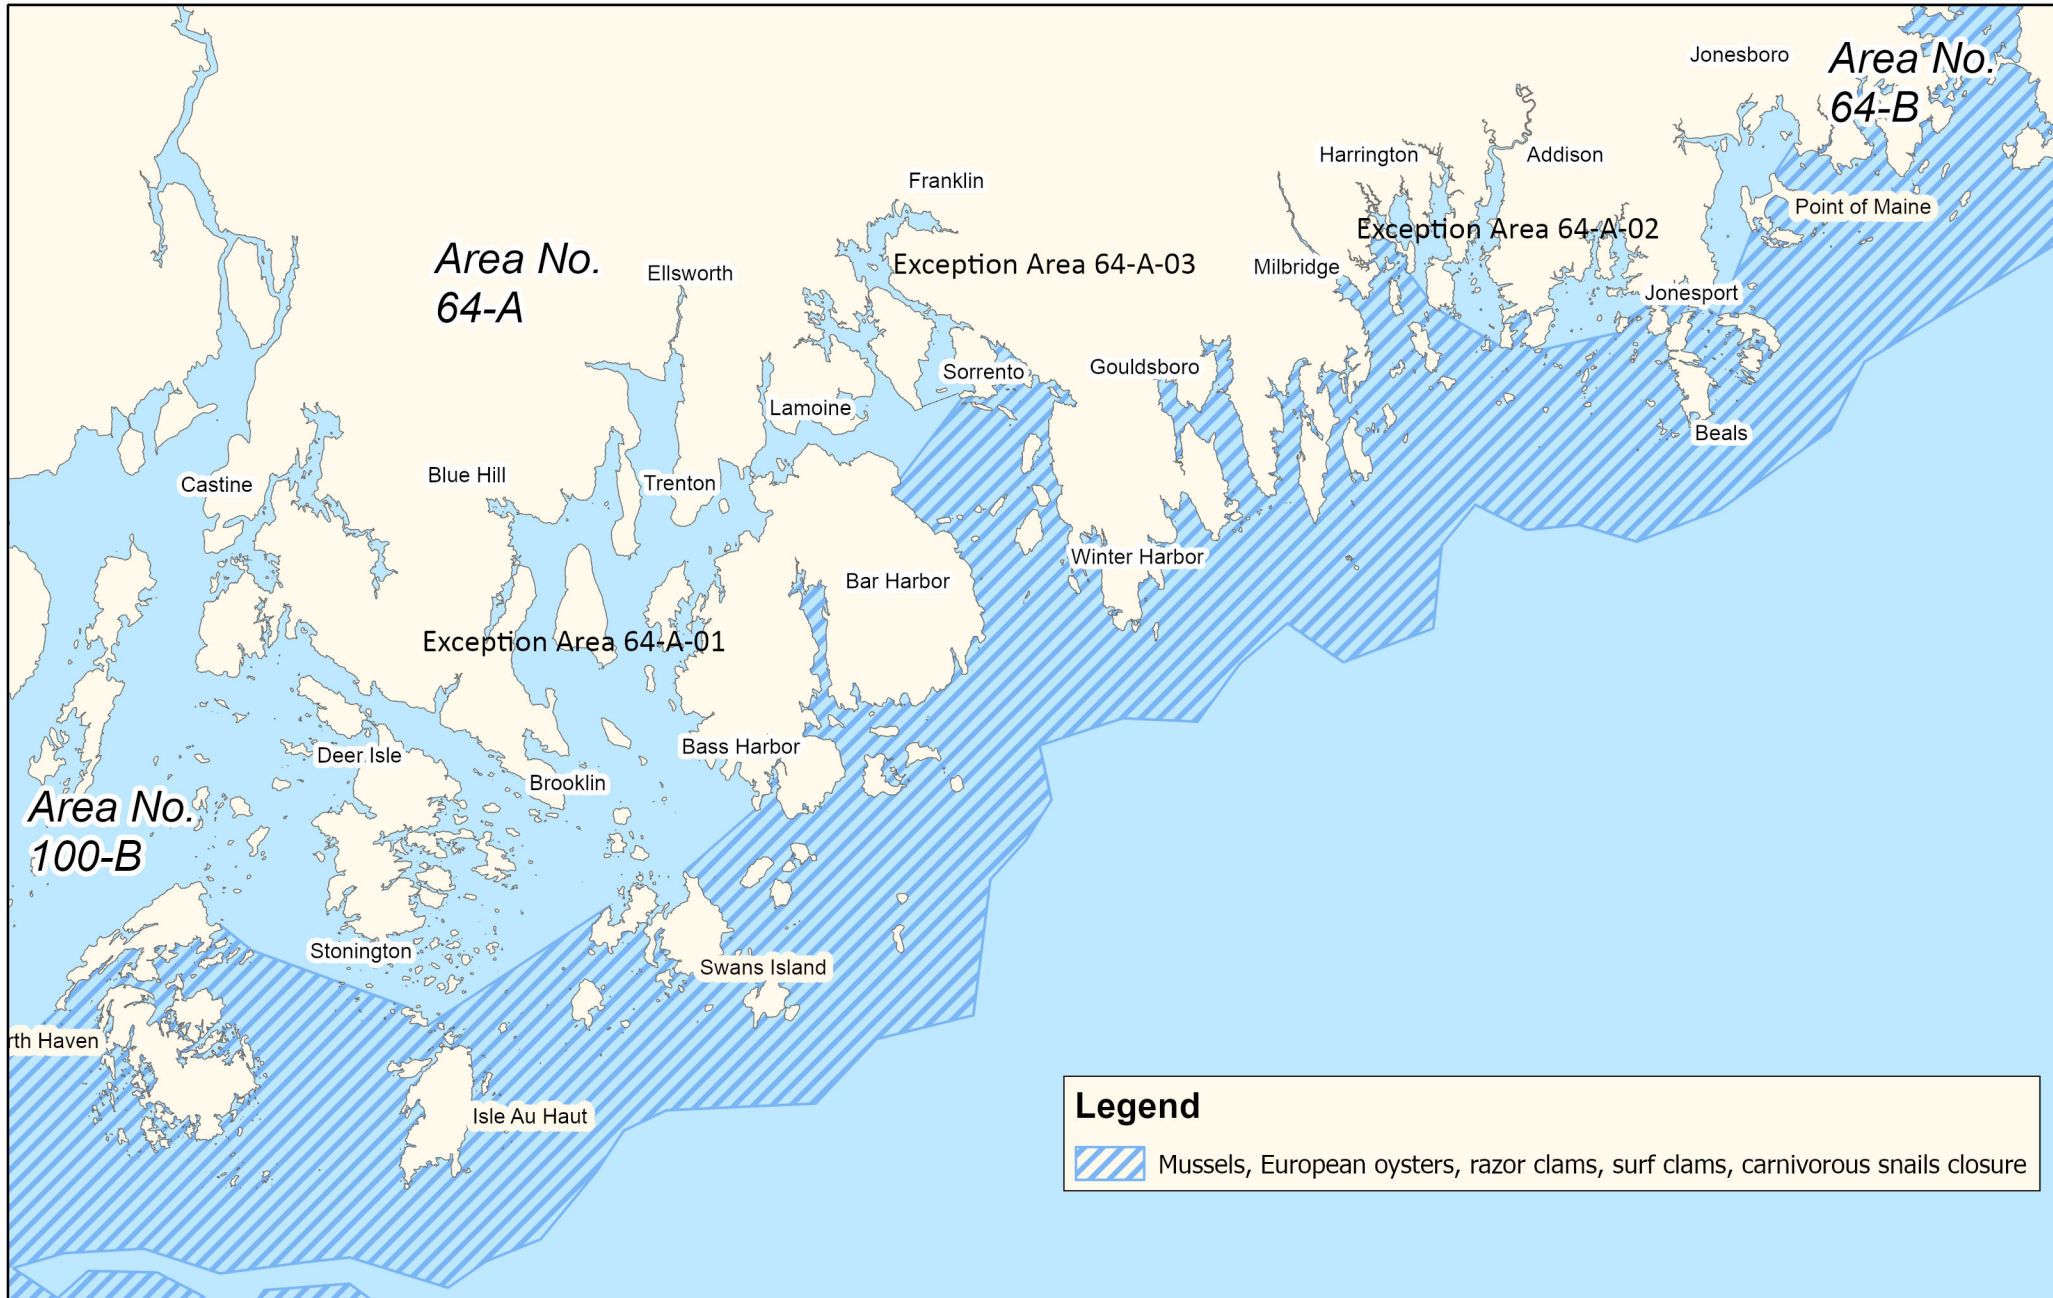 Jonesboro
Area No.
64-B
Harrington
Addison
Franklin
Point of Maine
Exception Area 64-A-02
Area No.
64-A
Ellsworth
Exception Area 64-A-03
Milbridge
Jonesport
Sorrento
Gouldsboro
Lamoine
Beals
Castine
Blue Hill
Trenton
Winter Harbor
Bar Harbor
Exception Area 64-A-01
Bass Harbor
Deer Isle
Brooklin
Area No.
100-B
Stonington
Swans Island
rth Haven
Isle Au Haut
Legend
Mussels, European oysters, razor clams, surf clams, carnivorous snails closure